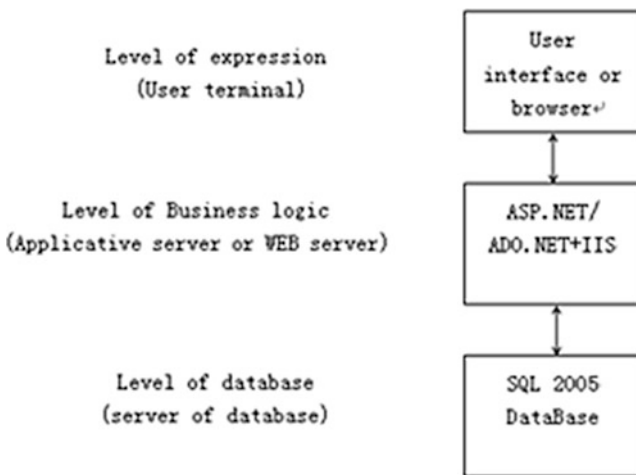 Level of expression
(User terminal)
User
interface or
browser↵
Level of Business logic
(Applicative server or WEB server)
ASP.NET/
ADO.NET+IIS
Level of database
(server of database)
SQL 2005
DataBase